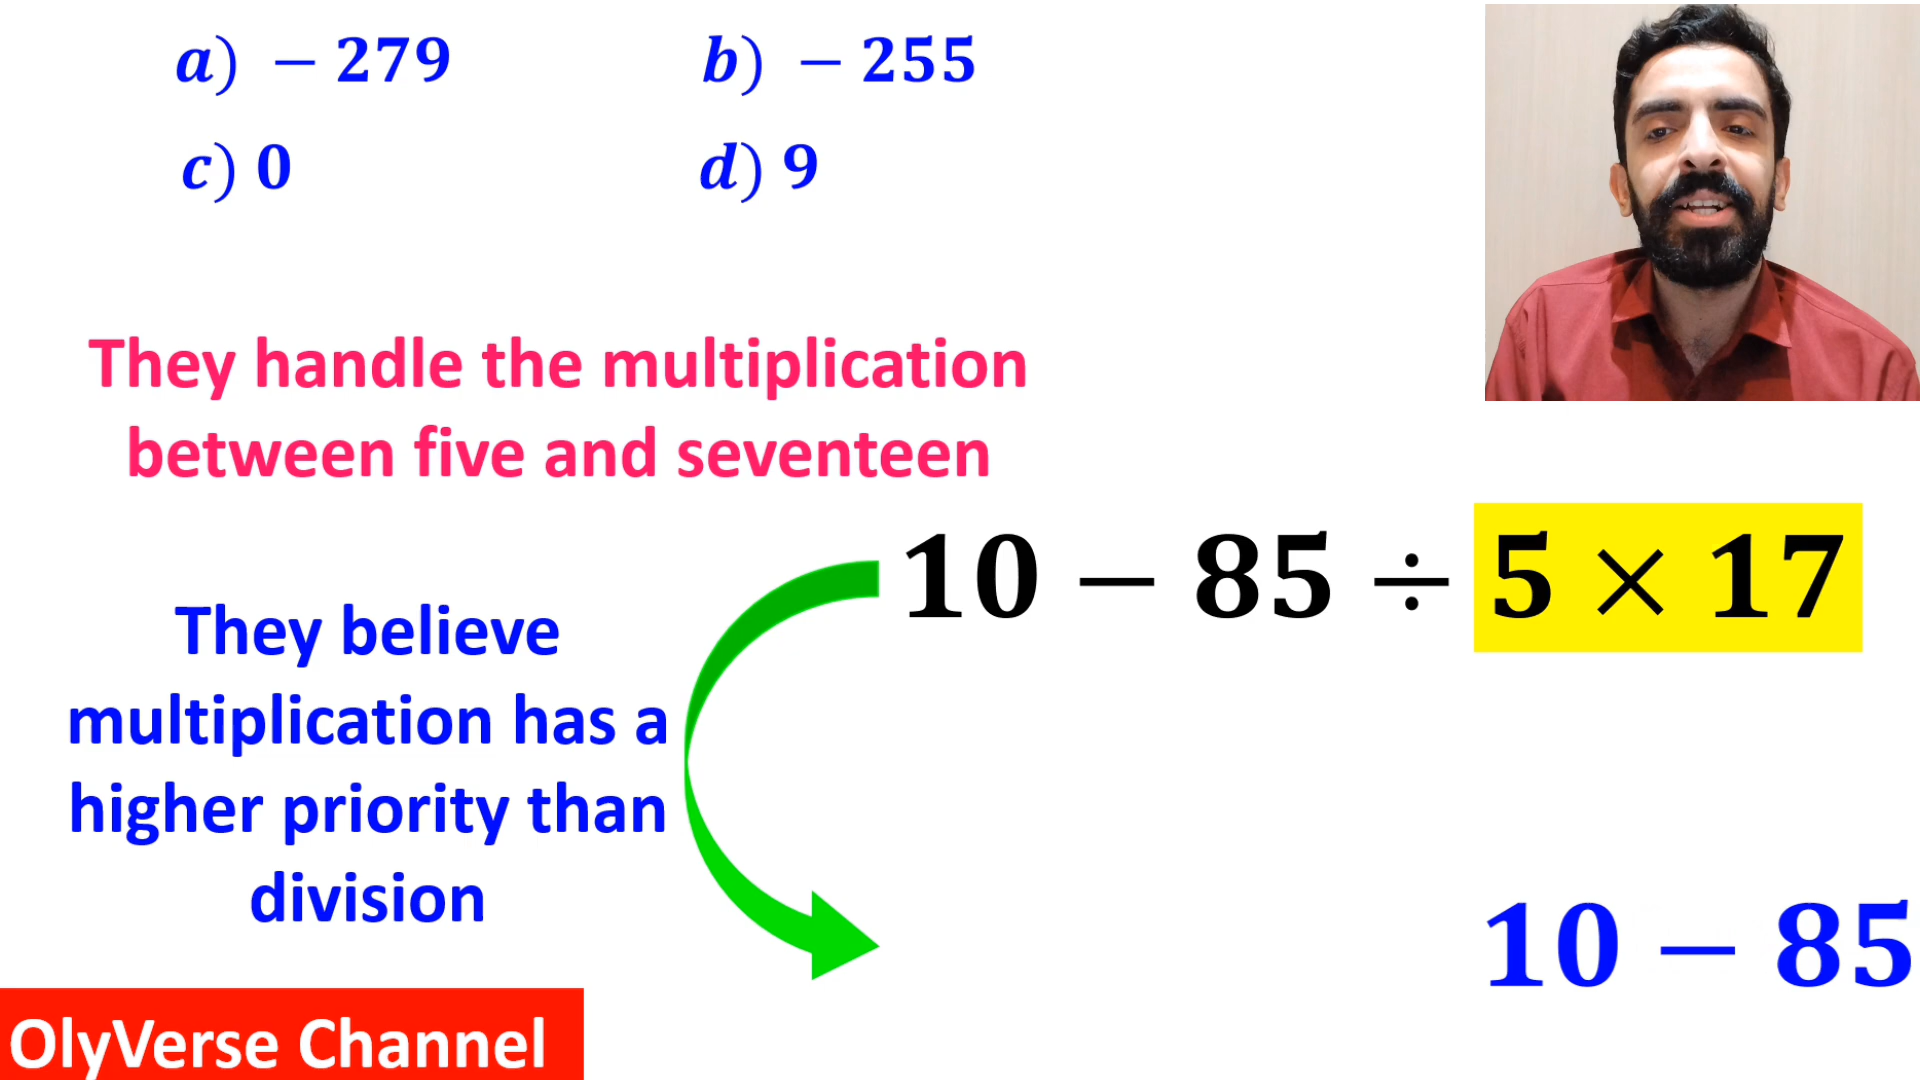 a) − 279 b) − 255
c) 0 d) 9
They handle the multiplication
between five and seventeen
10 − 85 ÷ 5 × 17
They believe
multiplication has a
higher priority than
division
10 − 85
OlyVerse Channel